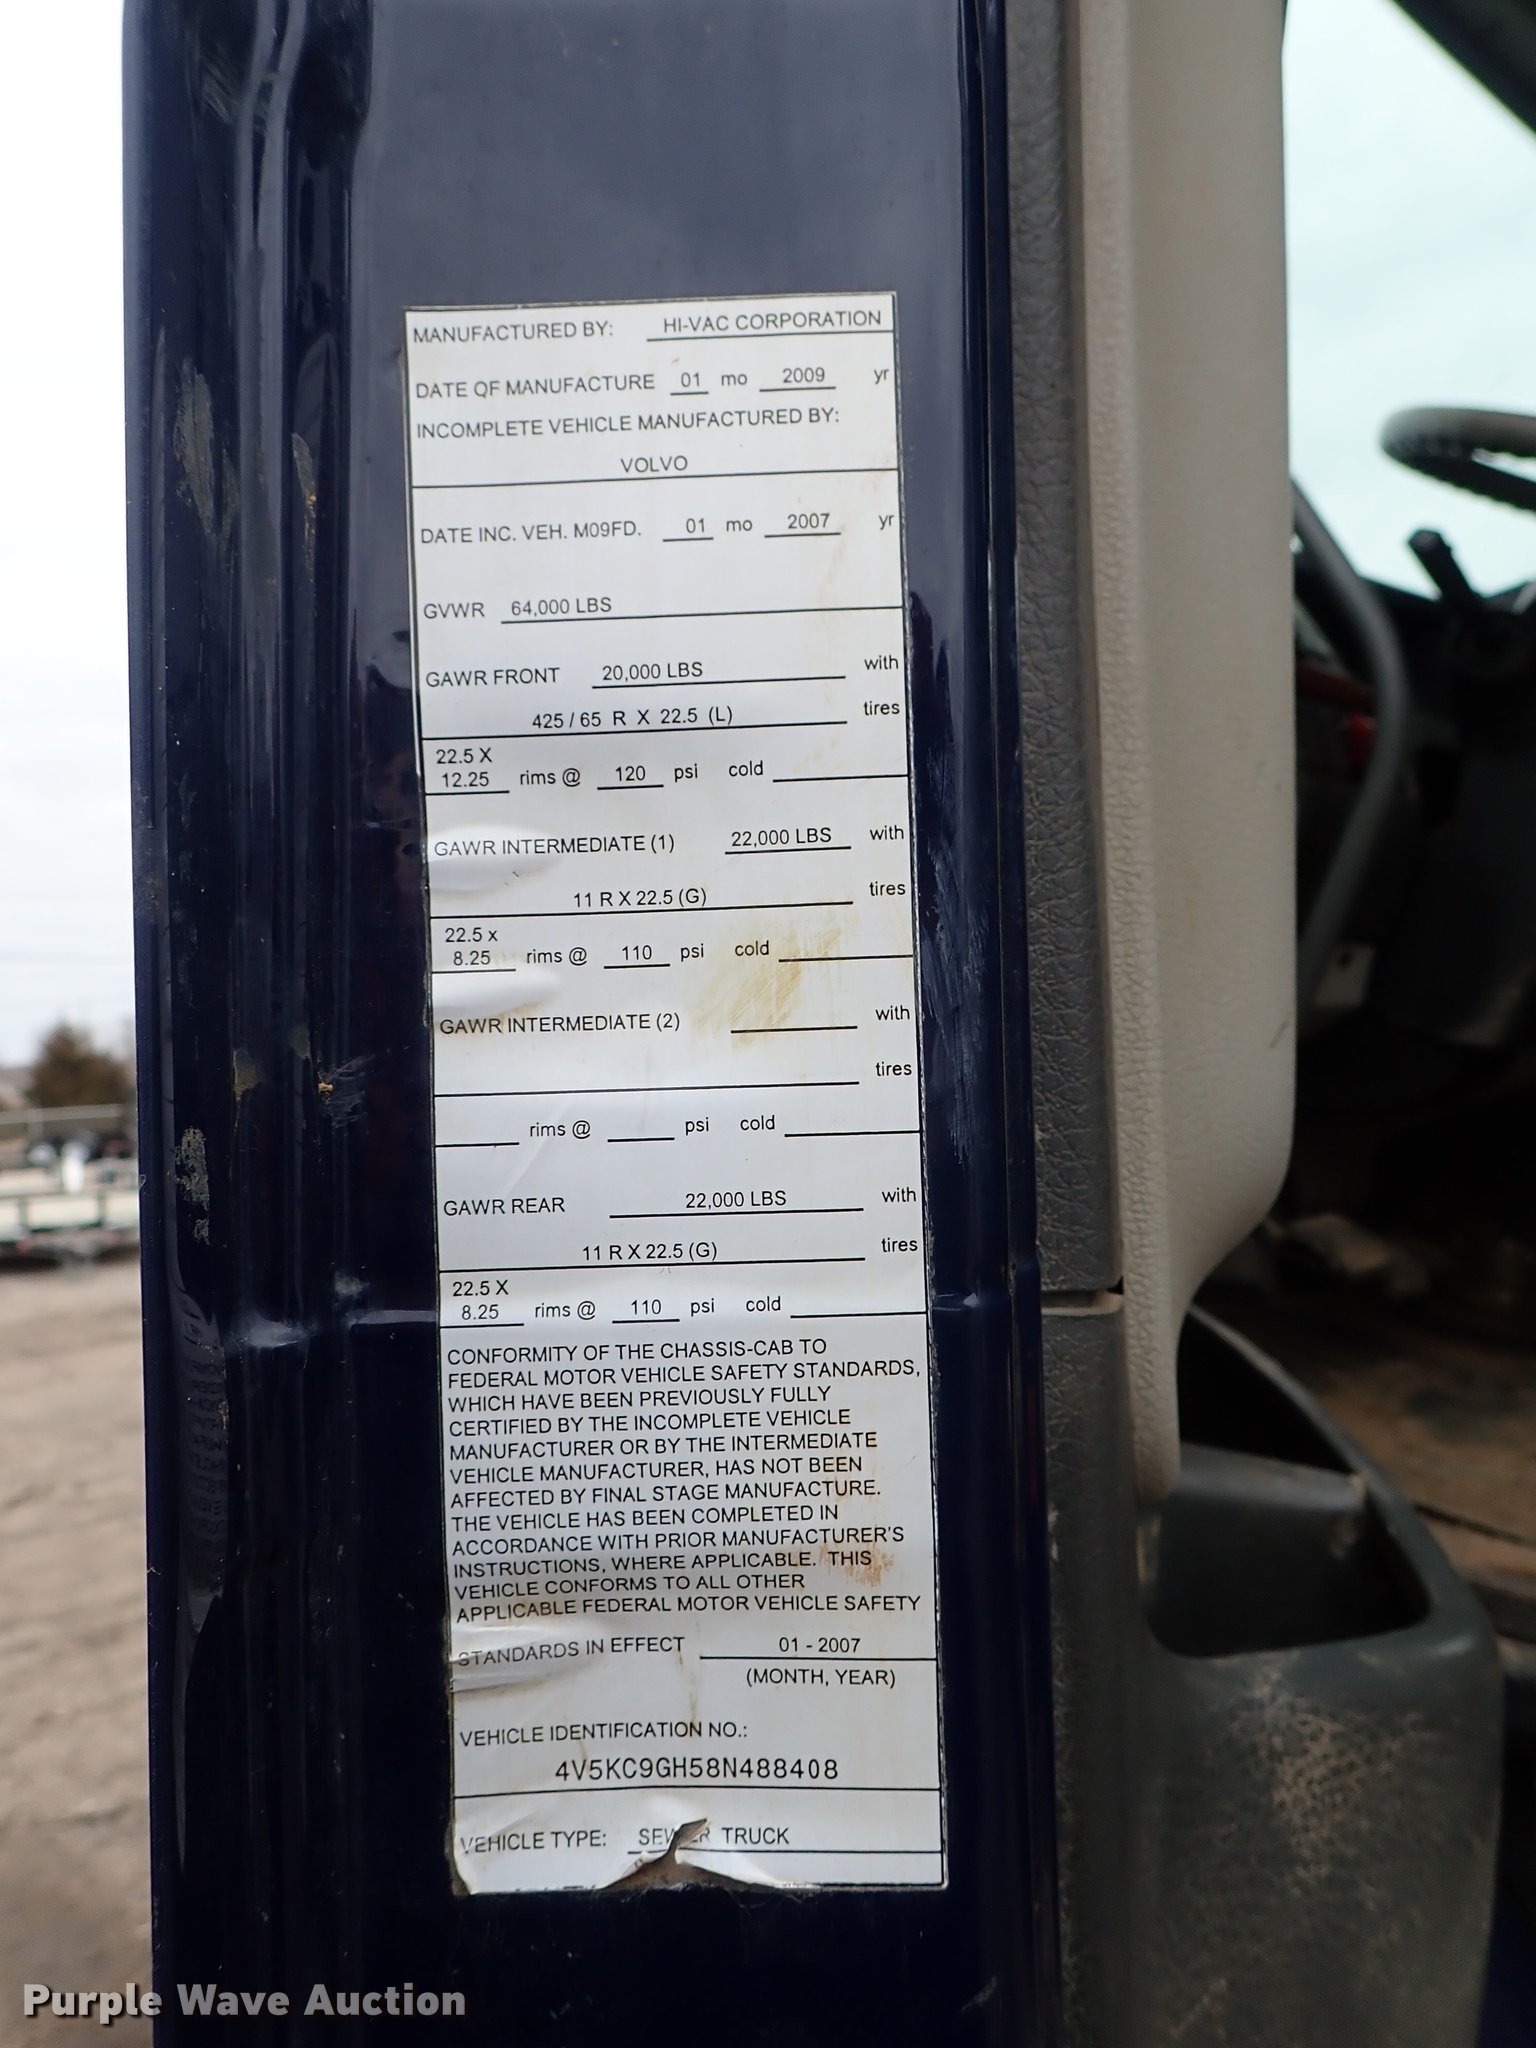 MANUFACTURED BY: HI-VAC CORPORATION
DATE OF MANUFACTURE 01 mo 2009 yr
INCOMPLETE VEHICLE MANUFACTURED BY:
VOLVO
DATE INC. VEH. M09FD. 01 mo 2007 yr
GVWR 64,000 LBS
GAWR FRONT 20,000 LBS with
425 / 65 R X 22.5 (L) tires
22.5 X
12.25 rims @ 120 psi cold
GAWR INTERMEDIATE (1) 22,000 LBS with
11 R X 22.5 (G) tires
22.5 x
8.25 rims @ 110 psi cold
GAWR INTERMEDIATE (2) with
tires
rims @ psi cold
GAWR REAR 22,000 LBS with
11 R X 22.5 (G) tires
22.5 X
8.25 rims @ 110 psi cold
CONFORMITY OF THE CHASSIS-CAB TO
FEDERAL MOTOR VEHICLE SAFETY STANDARDS,
WHICH HAVE BEEN PREVIOUSLY FULLY
CERTIFIED BY THE INCOMPLETE VEHICLE
MANUFACTURER OR BY THE INTERMEDIATE
VEHICLE MANUFACTURER, HAS NOT BEEN
AFFECTED BY FINAL STAGE MANUFACTURE.
THE VEHICLE HAS BEEN COMPLETED IN
ACCORDANCE WITH PRIOR MANUFACTURER'S
INSTRUCTIONS, WHERE APPLICABLE. THIS
VEHICLE CONFORMS TO ALL OTHER
APPLICABLE FEDERAL MOTOR VEHICLE SAFETY
STANDARDS IN EFFECT 01 - 2007
(MONTH, YEAR)
VEHICLE IDENTIFICATION NO.:
4V5KC9GH58N488408
VEHICLE TYPE: SEWER TRUCK
Purple Wave Auction